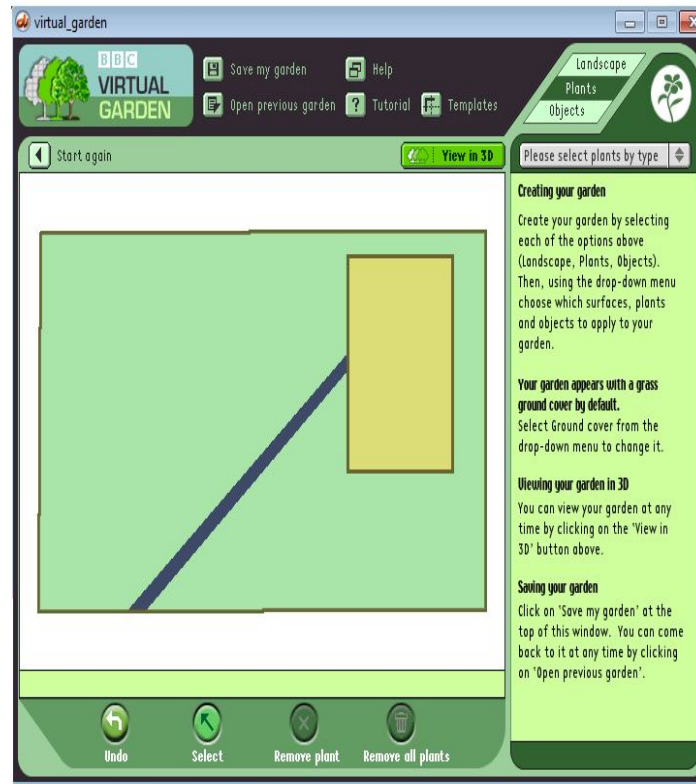 virtual_garden
BBC
VIRTUAL
GARDEN
Save my garden
Help
Open previous garden
? Tutorial
Templates
Landscape
Plants
Objects
Start again
View in 3D
Please select plants by type
Creating your garden
Create your garden by selecting
each of the options above
(Landscape, Plants, Objects).
Then, using the drop-down menu
choose which surfaces, plants
and objects to apply to your
garden.
Your garden appears with a grass
ground cover by default.
Select Ground cover from the
drop-down menu to change it.
Viewing your garden in 3D
You can view your garden at any
time by clicking on the 'View in
3D' button above.
Saving your garden
Click on 'Save my garden' at the
top of this window. You can come
back to it at any time by clicking
on 'Open previous garden'.
Undo
Select
Remove plant
Remove all plants